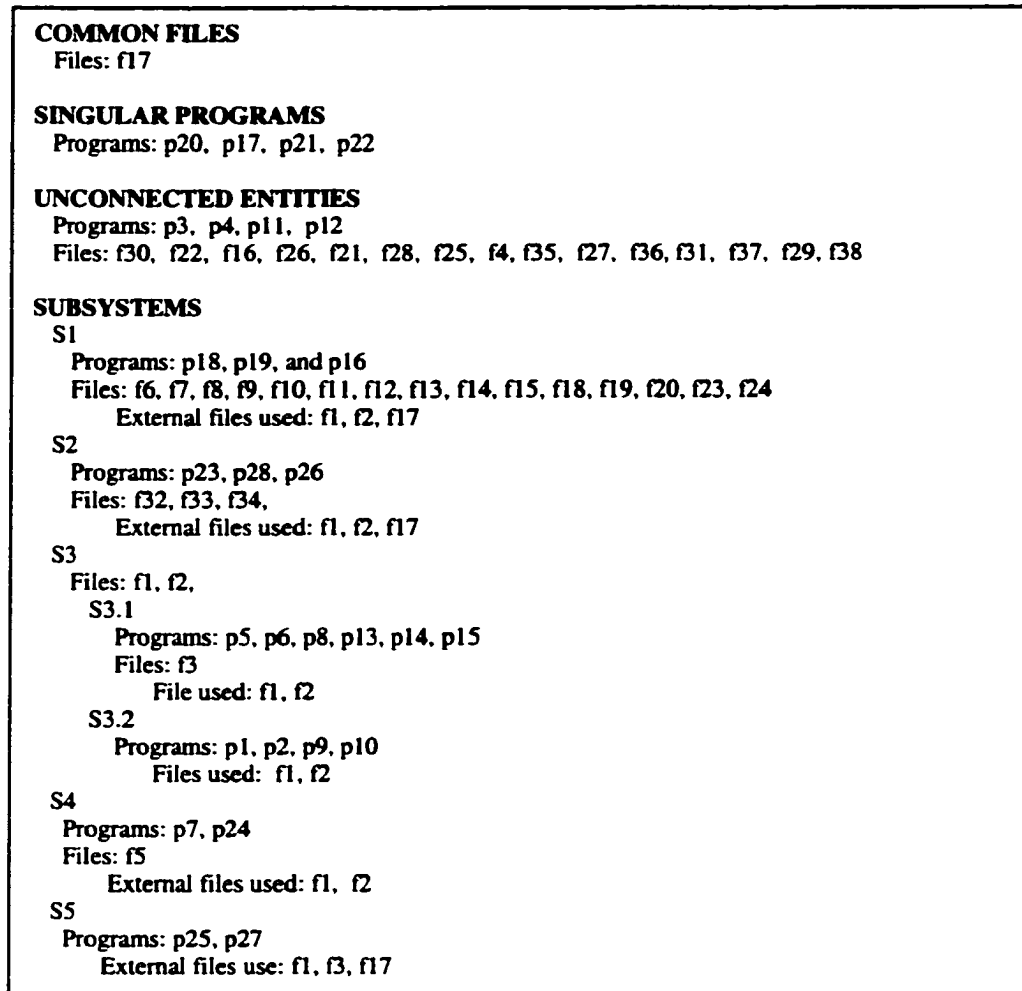 COMMON FILES
Files: f17
SINGULAR PROGRAMS
Programs: p20, p17, p21, p22
UNCONNECTED ENTITIES
Programs: p3, p4, p11, p12
Files: f30, f22, f16, f26, f21, f28, f25, f4, f35, f27, f36, f31, f37, f29, f38
SUBSYSTEMS
S1
Programs: p18, p19, and p16
Files: f6, f7, f8, f9, f10, f11, f12, f13, f14, f15, f18, f19, f20, f23, f24
External files used: f1, f2, f17
S2
Programs: p23, p28, p26
Files: f32, f33, f34,
External files used: f1, f2, f17
S3
Files: f1, f2,
S3.1
Programs: p5, p6, p8, p13, p14, p15
Files: f3
File used: f1, f2
S3.2
Programs: p1, p2, p9, p10
Files used: f1, f2
S4
Programs: p7, p24
Files: f5
External files used: f1, f2
S5
Programs: p25, p27
External files use: f1, f3, f17